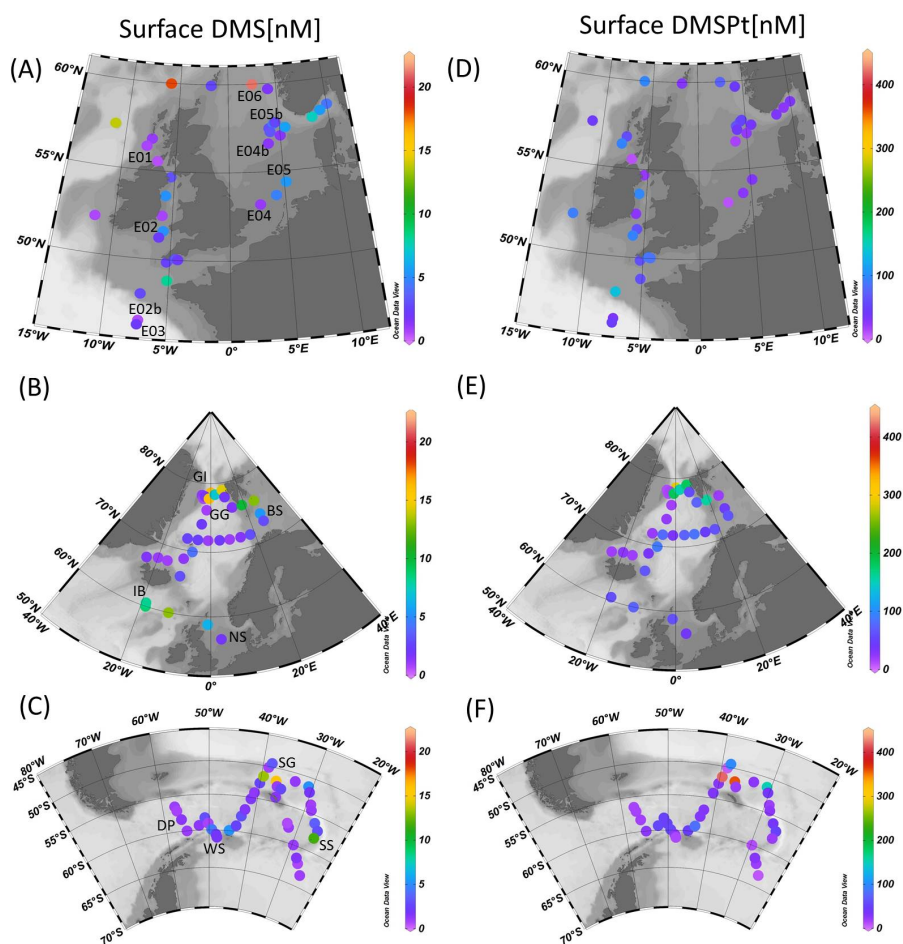 Surface DMS[nM]
Surface DMSPt[nM]
(A)
60°N
55°N
50°N
15°W
10°W
5°W
0°W
5°E
10°E
E06
E05b
E04b
E01
E05
E04
E02
E02b
E03
20
15
10
5
0
Ocean Data View
(D)
60°N
55°N
50°N
15°W
10°W
5°W
0°W
5°E
10°E
400
300
200
100
0
Ocean Data View
(B)
80°N
70°N
60°N
50°N
40°W
20°W
0°
20°E
40°E
GI
GG
BS
IB
NS
20
15
10
5
0
Ocean Data View
(E)
80°N
70°N
60°N
50°N
40°W
20°W
0°
20°E
40°E
400
300
200
100
0
Ocean Data View
(C)
80°W
70°W
60°W
50°W
40°W
30°W
20°W
45°S
50°S
55°S
60°S
65°S
70°S
SG
DP
WS
SS
20
15
10
5
0
Ocean Data View
(F)
80°W
70°W
60°W
50°W
40°W
30°W
20°W
45°S
50°S
55°S
60°S
65°S
70°S
400
300
200
100
0
Ocean Data View